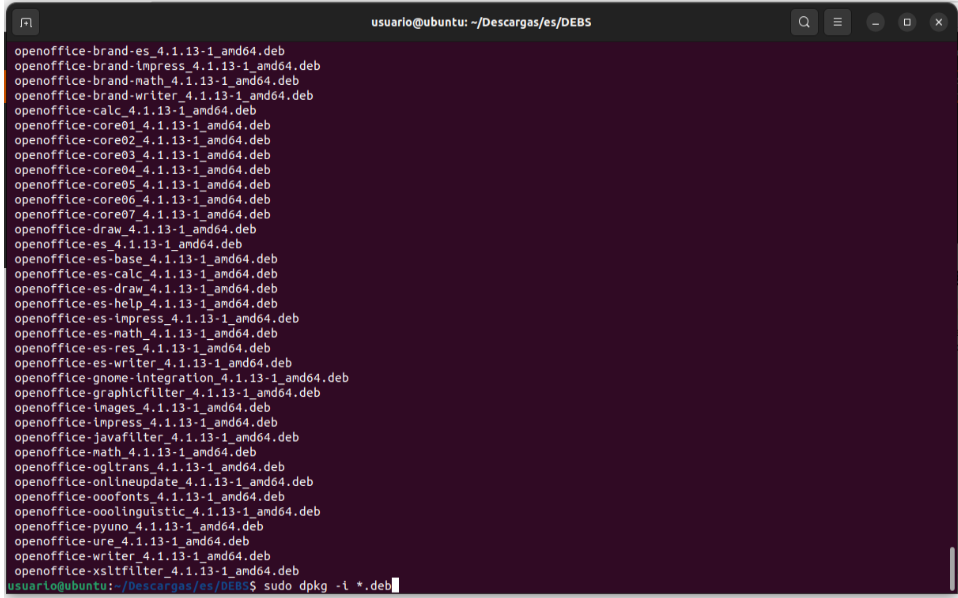 usuario@ubuntu: ~/Descargas/es/DEBS
openoffice-brand-es_4.1.13-1_amd64.deb
openoffice-brand-impress_4.1.13-1_amd64.deb
openoffice-brand-math_4.1.13-1_amd64.deb
openoffice-brand-writer_4.1.13-1_amd64.deb
openoffice-calc_4.1.13-1_amd64.deb
openoffice-core01_4.1.13-1_amd64.deb
openoffice-core02_4.1.13-1_amd64.deb
openoffice-core03_4.1.13-1_amd64.deb
openoffice-core04_4.1.13-1_amd64.deb
openoffice-core05_4.1.13-1_amd64.deb
openoffice-core06_4.1.13-1_amd64.deb
openoffice-core07_4.1.13-1_amd64.deb
openoffice-draw_4.1.13-1_amd64.deb
openoffice-es_4.1.13-1_amd64.deb
openoffice-es-base_4.1.13-1_amd64.deb
openoffice-es-calc_4.1.13-1_amd64.deb
openoffice-es-draw_4.1.13-1_amd64.deb
openoffice-es-help_4.1.13-1_amd64.deb
openoffice-es-impress_4.1.13-1_amd64.deb
openoffice-es-math_4.1.13-1_amd64.deb
openoffice-es-res_4.1.13-1_amd64.deb
openoffice-es-writer_4.1.13-1_amd64.deb
openoffice-gnome-integration_4.1.13-1_amd64.deb
openoffice-graphicfilter_4.1.13-1_amd64.deb
openoffice-images_4.1.13-1_amd64.deb
openoffice-impress_4.1.13-1_amd64.deb
openoffice-javafilter_4.1.13-1_amd64.deb
openoffice-math_4.1.13-1_amd64.deb
openoffice-ogltrans_4.1.13-1_amd64.deb
openoffice-onlineupdate_4.1.13-1_amd64.deb
openoffice-ooofonts_4.1.13-1_amd64.deb
openoffice-ooolinguistic_4.1.13-1_amd64.deb
openoffice-pyuno_4.1.13-1_amd64.deb
openoffice-ure_4.1.13-1_amd64.deb
openoffice-writer_4.1.13-1_amd64.deb
openoffice-xsltfilter_4.1.13-1_amd64.deb
usuario@ubuntu:~/Descargas/es/DEBS$ sudo dpkg -i *.deb